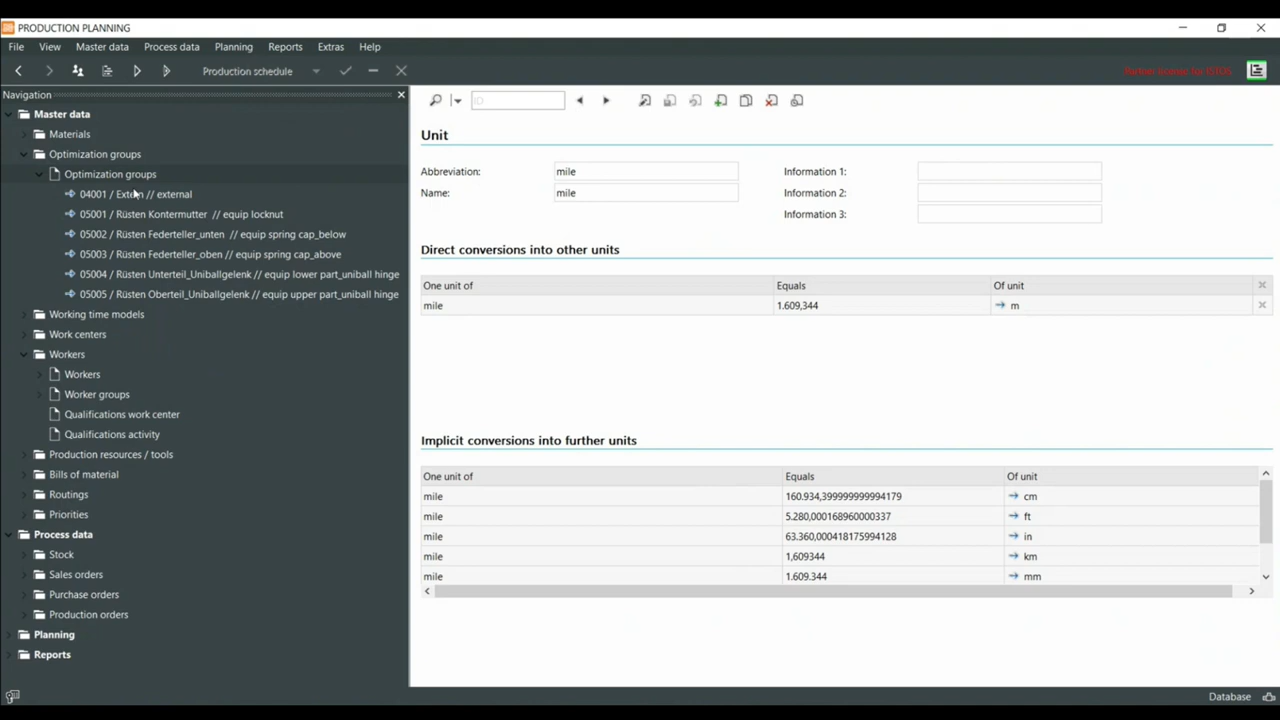 PRODUCTION PLANNING
File View Master data Process data Planning Reports Extras Help
Production schedule
Partner license for ISTOS
Navigation
Master data
Materials
Optimization groups
Optimization groups
04001 / Extern // external
05001 / Rüsten Kontermutter // equip locknut
05002 / Rüsten Federteller_unten // equip spring cap_below
05003 / Rüsten Federteller_oben // equip spring cap_above
05004 / Rüsten Unterteil_Uniballgelenk // equip lower part_uniball hinge
05005 / Rüsten Oberteil_Uniballgelenk // equip upper part_uniball hinge
Working time models
Work centers
Workers
Workers
Worker groups
Qualifications work center
Qualifications activity
Production resources / tools
Bills of material
Routings
Priorities
Process data
Stock
Sales orders
Purchase orders
Production orders
Planning
Reports
ID
Unit
Abbreviation: mile Information 1:
Name: mile Information 2:
Information 3:
Direct conversions into other units
One unit of Equals Of unit
mile 1.609,344 m
Implicit conversions into further units
One unit of Equals Of unit
mile 160.934,399999999994179 cm
mile 5.280,000168960000337 ft
mile 63.360,000418175994128 in
mile 1,609344 km
mile 1.609.344 mm
Database